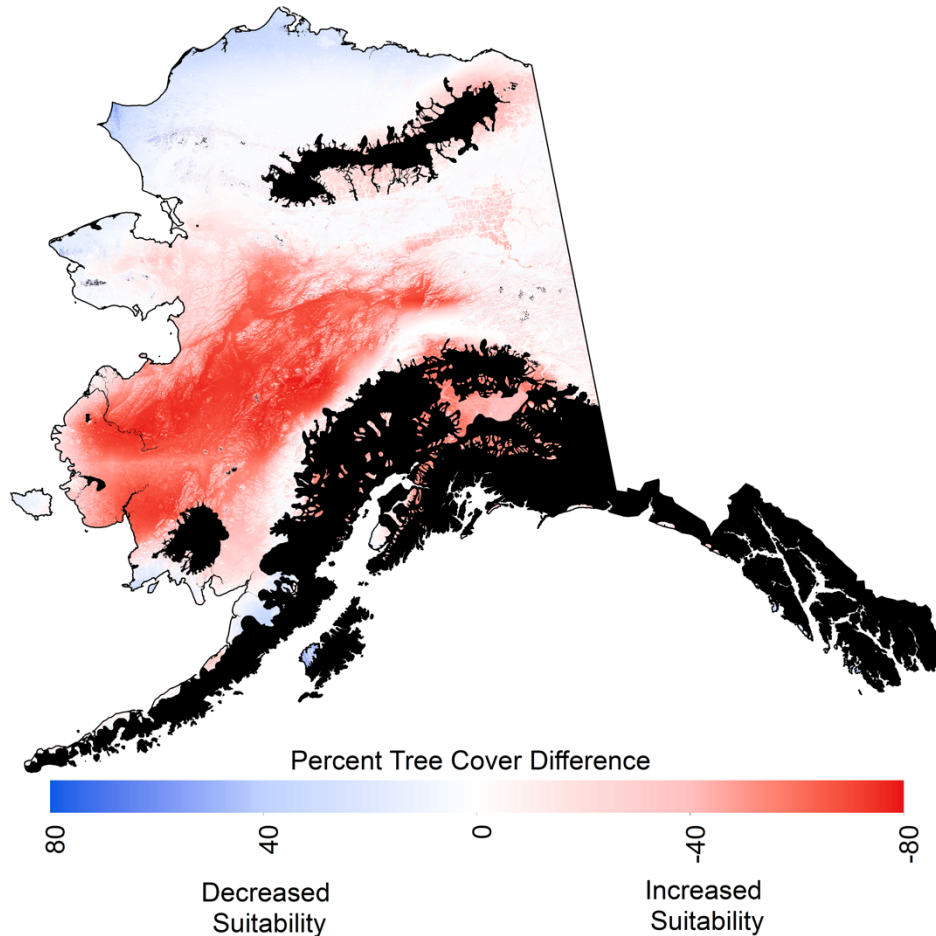 Percent Tree Cover Difference
80
40
0
-40
-80
Decreased
Suitability
Increased
Suitability